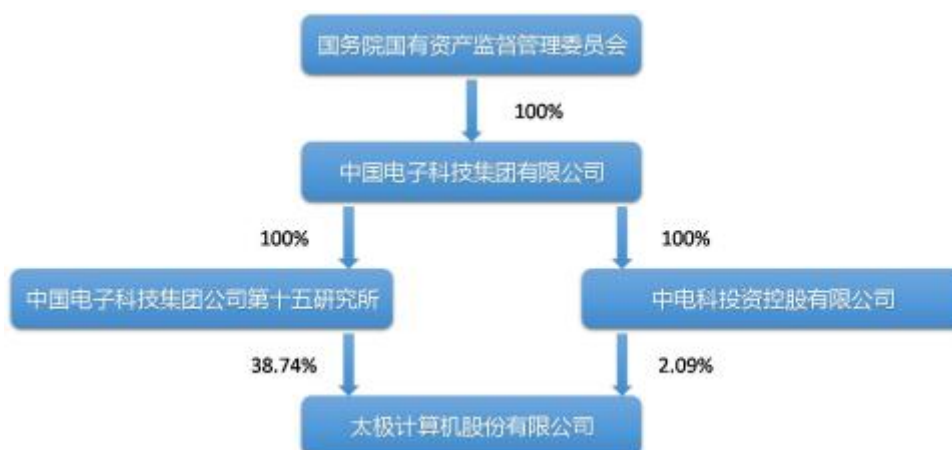 国务院国有资产监督管理委员会
100%
中国电子科技集团有限公司
100%
100%
中国电子科技集团公司第十五研究所
中电科投资控股有限公司
38.74%
2.09%
太极计算机股份有限公司